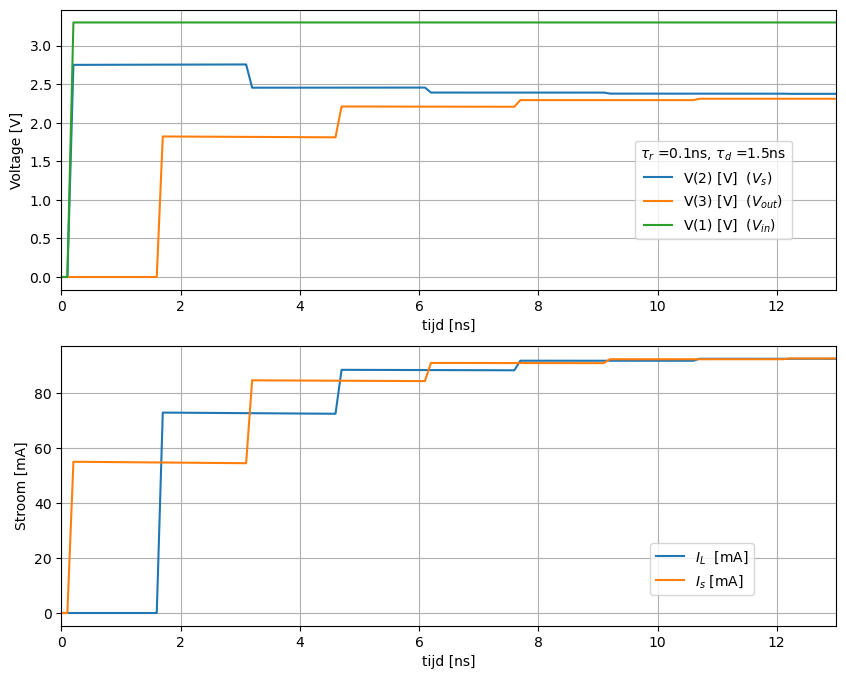 3.0
2.5
2.0
1.5
1.0
0.5
0.0
Voltage [V]
τr =0.1ns, τd =1.5ns
V(2) [V]  (Vs)
V(3) [V]  (Vout)
V(1) [V]  (Vin)
0 2 4 6 8 10 12
tijd [ns]
80
60
40
20
0
Stroom [mA]
IL  [mA]
Is [mA]
0 2 4 6 8 10 12
tijd [ns]